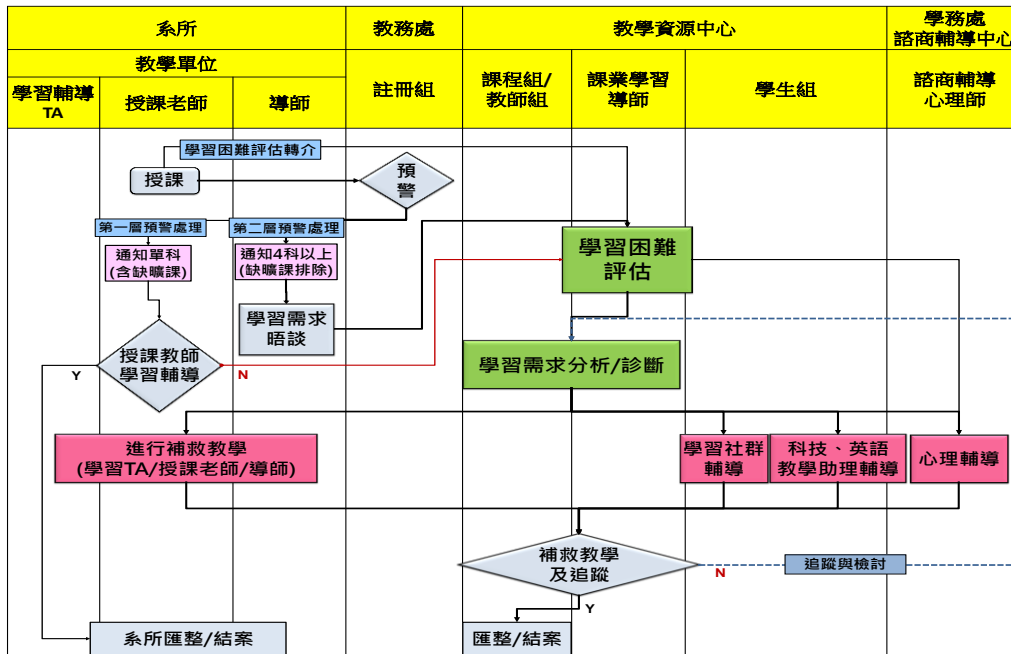 系所
教務處
教學資源中心
學務處
諮商輔導中心
教學單位
註冊組
課程組/
教師組
課業學習
導師
學生組
諮商輔導
心理師
學習輔導
TA
授課老師
導師
學習困難評估轉介
授課
預
警
第一層預警處理
第二層預警處理
通知單科
(含缺曠課)
通知4科以上
(缺曠課排除)
學習困難
評估
學習需求
晤談
授課教師
學習輔導
Y
N
學習需求分析/診斷
進行補救教學
(學習TA/授課老師/導師)
學習社群
輔導
科技、英語
教學助理輔導
心理輔導
補救教學
及追蹤
N
追蹤與檢討
Y
系所匯整/結案
匯整/結案